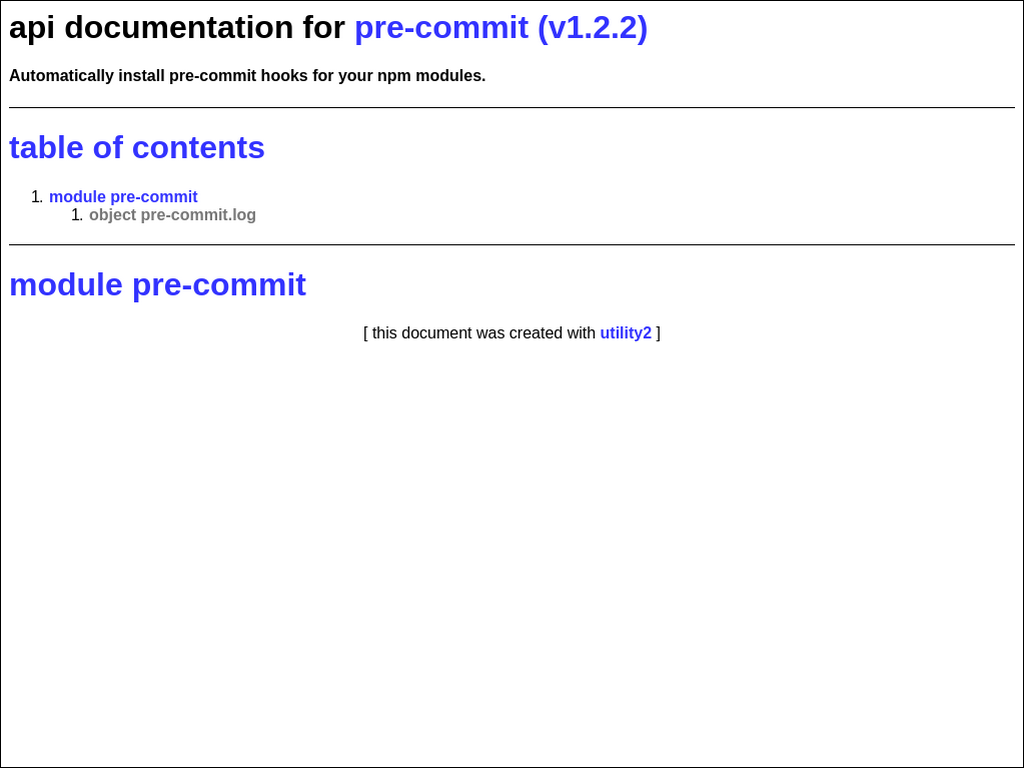 api documentation for pre-commit (v1.2.2)
Automatically install pre-commit hooks for your npm modules.
table of contents
1. module pre-commit
1. object pre-commit.log
module pre-commit
[ this document was created with utility2 ]